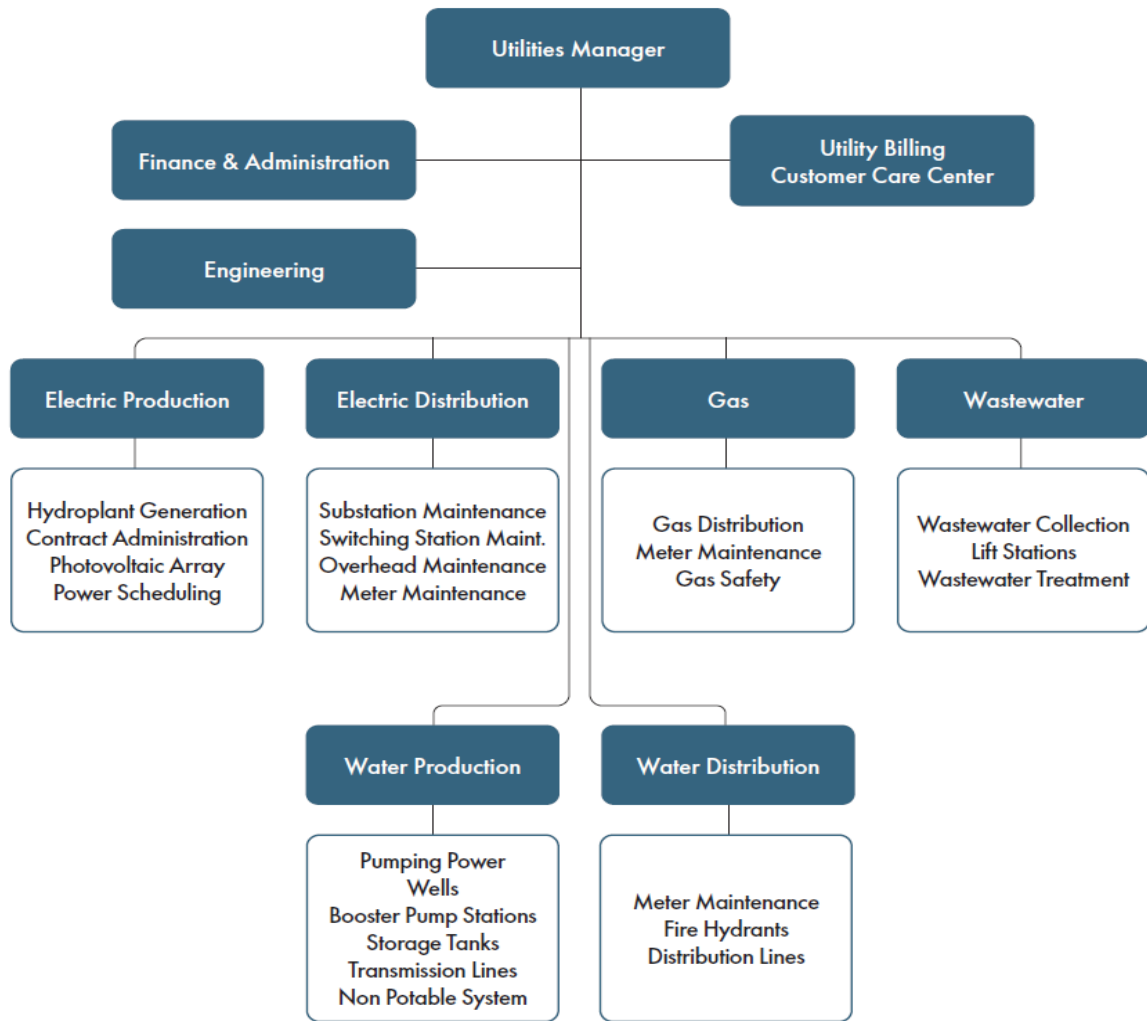 Utilities Manager
Finance & Administration
Utility Billing
Customer Care Center
Engineering
Electric Production
Electric Distribution
Gas
Wastewater
Hydroplant Generation
Contract Administration
Photovoltaic Array
Power Scheduling
Substation Maintenance
Switching Station Maint.
Overhead Maintenance
Meter Maintenance
Gas Distribution
Meter Maintenance
Gas Safety
Wastewater Collection
Lift Stations
Wastewater Treatment
Water Production
Water Distribution
Pumping Power
Wells
Booster Pump Stations
Storage Tanks
Transmission Lines
Non Potable System
Meter Maintenance
Fire Hydrants
Distribution Lines